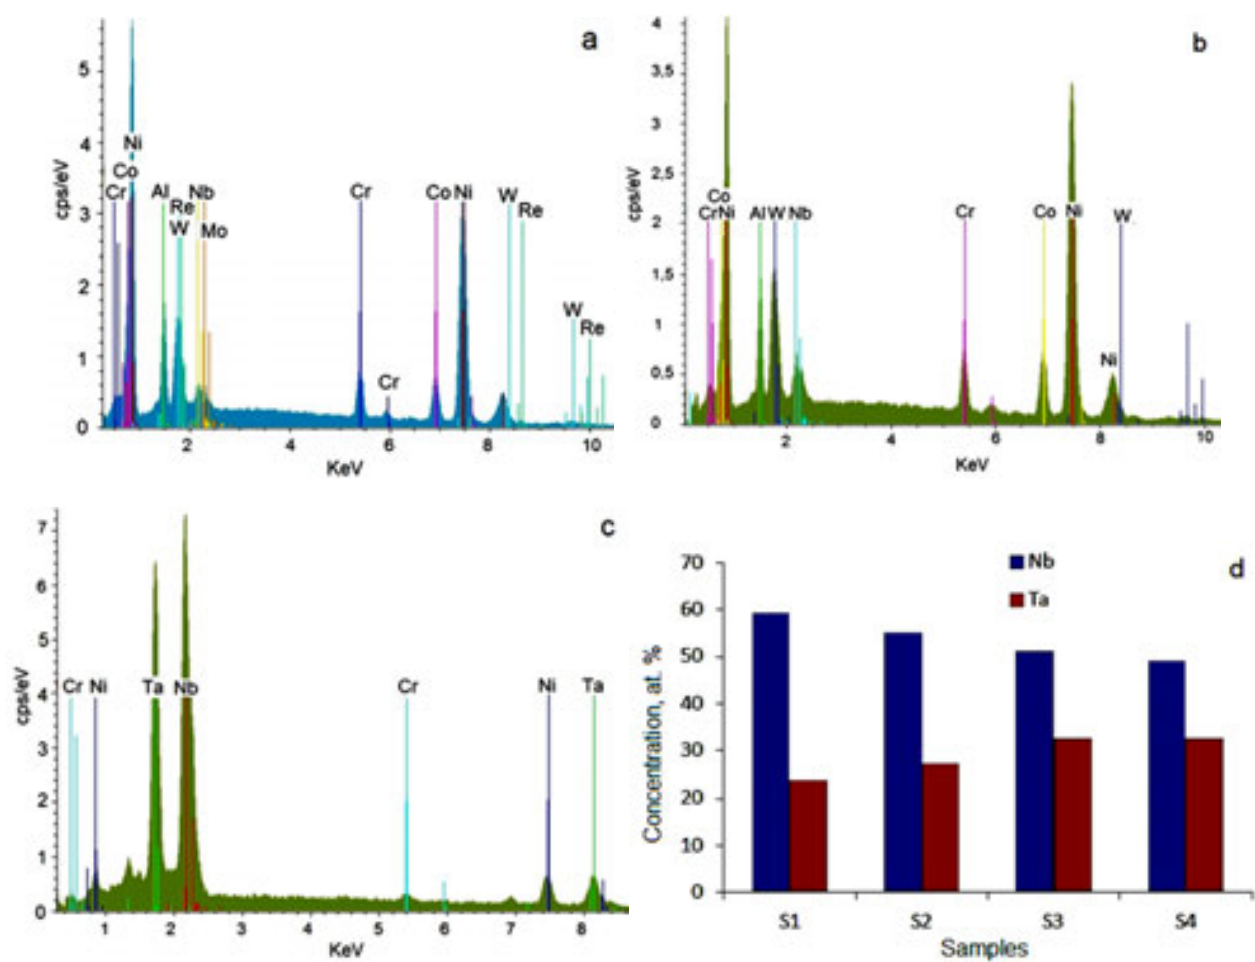 a
cps/eV
5
4
3
2
1
0
Ni
Co
Cr
Al
Nb
Re
W
Mo
Cr
Co
Ni
W
Re
W
Re
Cr
2
4
6
8
10
KeV
b
cps/eV
4
3,5
3
2,5
2
1,5
1
0,5
0
Co
Cr Ni
Al W Nb
Cr
Co
Ni
W
Ni
2
4
6
8
10
KeV
c
cps/eV
7
6
5
4
3
2
1
0
Cr Ni
Ta Nb
Cr
Ni
Ta
1
2
3
4
5
6
7
8
KeV
d
Nb
Ta
Concentration, at. %
70
60
50
40
30
20
10
0
S1
S2
S3
S4
Samples